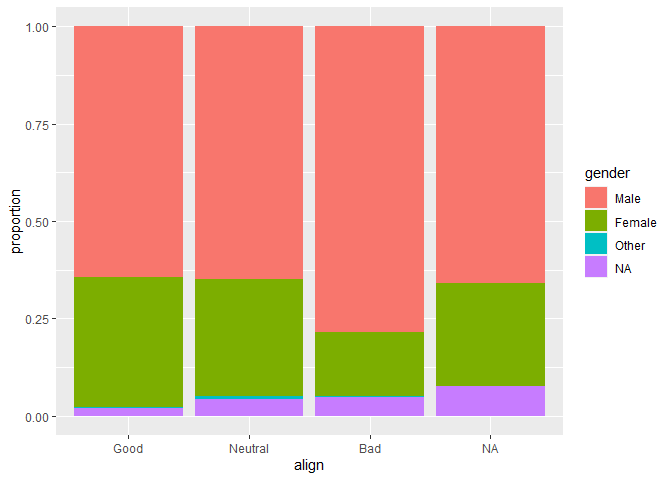 1.00
0.75
0.50
0.25
0.00
proportion
Good Neutral Bad NA
align
gender
Male
Female
Other
NA